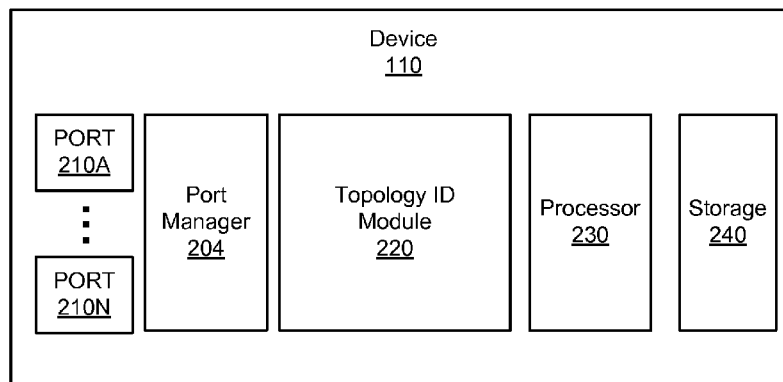 Device
110
PORT
210A
PORT
210N
Port
Manager
204
Topology ID
Module
220
Processor
230
Storage
240